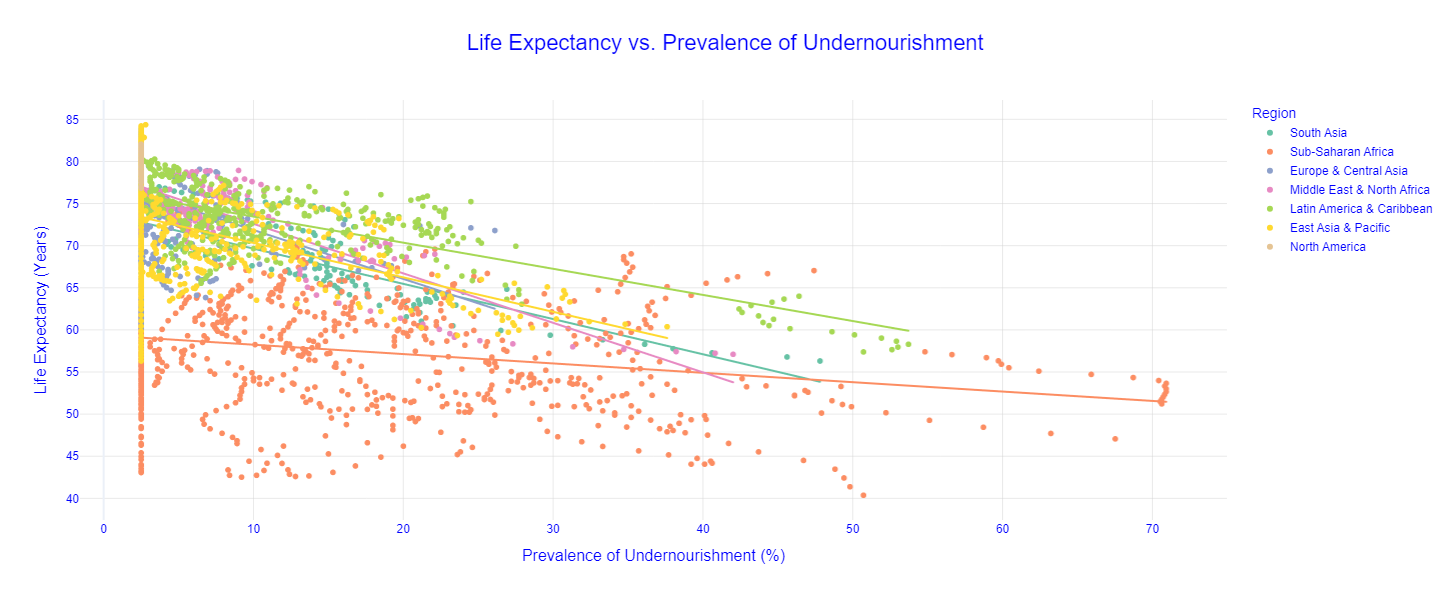 Life Expectancy vs. Prevalence of Undernourishment
Life Expectancy (Years)
85
80
75
70
65
60
55
50
45
40
0 10 20 30 40 50 60 70
Prevalence of Undernourishment (%)
Region
South Asia
Sub-Saharan Africa
Europe & Central Asia
Middle East & North Africa
Latin America & Caribbean
East Asia & Pacific
North America